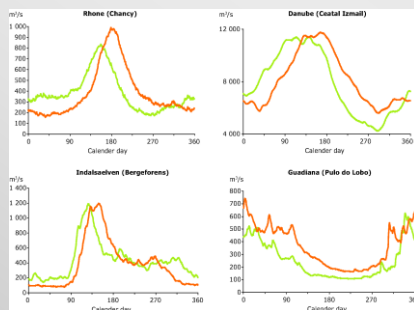 Rhone (Chancy)
m³/s
1 000
900
800
700
600
500
400
300
200
100
0
0 90 180 270 360
Calender day
Danube (Ceatal Izmail)
m³/s
12 000
8 000
4 000
0 90 180 270 360
Calender day
Indalsaelven (Bergeforens)
m³/s
1 400
1 200
1 000
800
600
400
200
0
0 90 180 270 360
Calender day
Guadiana (Pulo do Lobo)
m³/s
800
700
600
500
400
300
200
100
0
0 90 180 270 360
Calender day